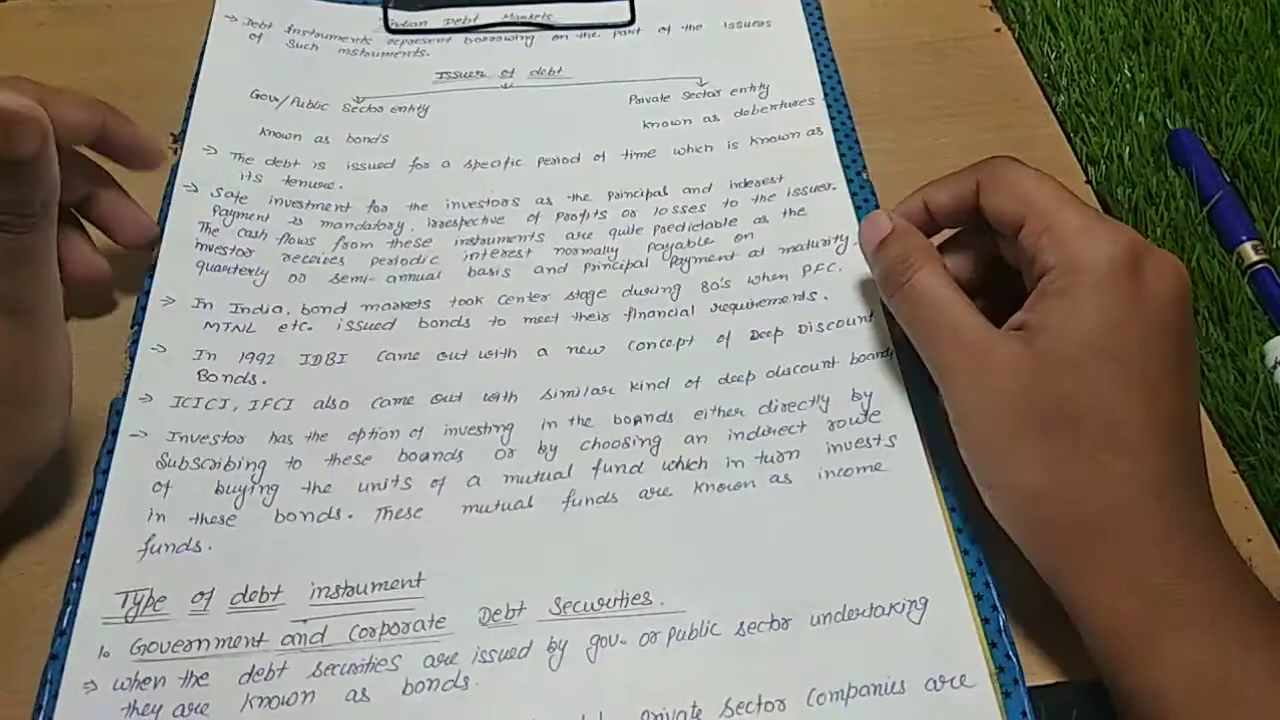 Indian Debt Markets
→ Debt instruments represent borrowing on the part of the issuers
of such instruments.
Issuer of debt
Gov/Public Sector entity
Private Sector entity
known as bonds
known as debentures.
→ The debt is issued for a specific period of time which is known as
its tenure.
→ Safe investment for the investors as the principal and interest
Payment is mandatory, irrespective of profits or losses to the issuer.
The cash flows from these instruments are quite predictable as the
investor receives periodic interest normally payable on
quarterly or semi-annual basis and principal payment at maturity.
→ In India, bond markets took center stage during 80's when PFC,
MTNL etc. issued bonds to meet their financial requirements.
→ In 1992 IDBI came out with a new concept of Deep Discount
Bonds.
→ ICICI, IFCI also came out with similar kind of deep discount boands
→ Investor has the option of investing in the boands either directly by
Subscribing to these boands or by choosing an indirect route
of buying the units of a mutual fund which in turn invests
in these bonds. These mutual funds are known as income
funds.
Type of debt instrument
1. Government and Corporate Debt Securities.
⇒ when the debt securities are issued by gov. or public sector undertaking
they are known as bonds.
private sector companies are